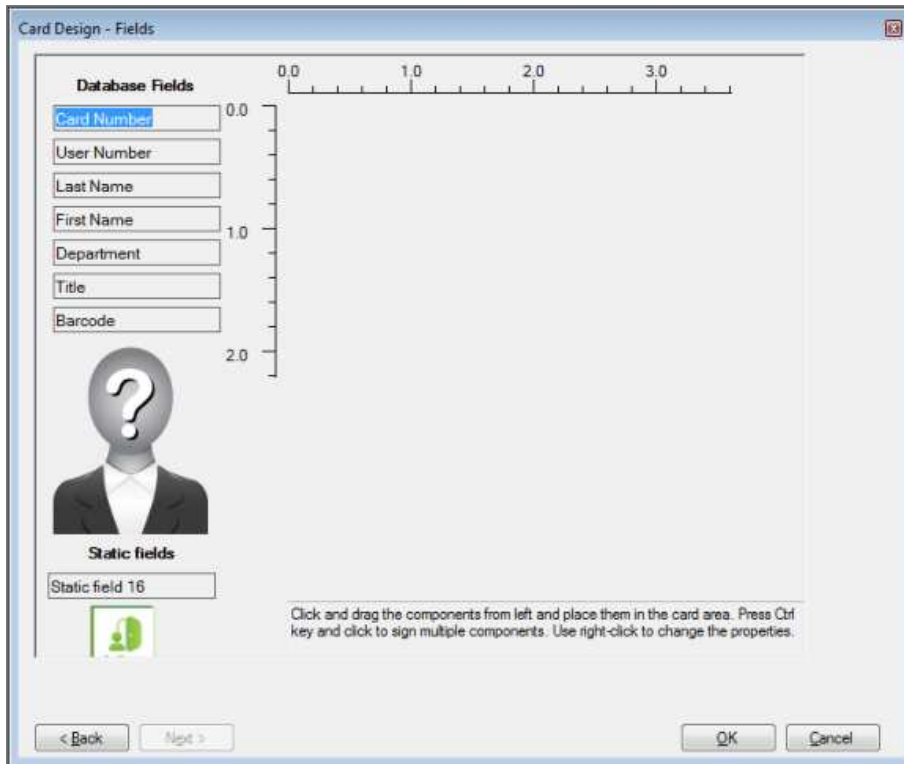 Card Design - Fields
Database Fields
0.0 1.0 2.0 3.0
Card Number
0.0
User Number
Last Name
First Name
1.0
Department
Title
Barcode
2.0
?
Static fields
Static field 16
Click and drag the components from left and place them in the card area. Press Ctrl
key and click to sign multiple components. Use right-click to change the properties.
< Back
Next >
OK
Cancel